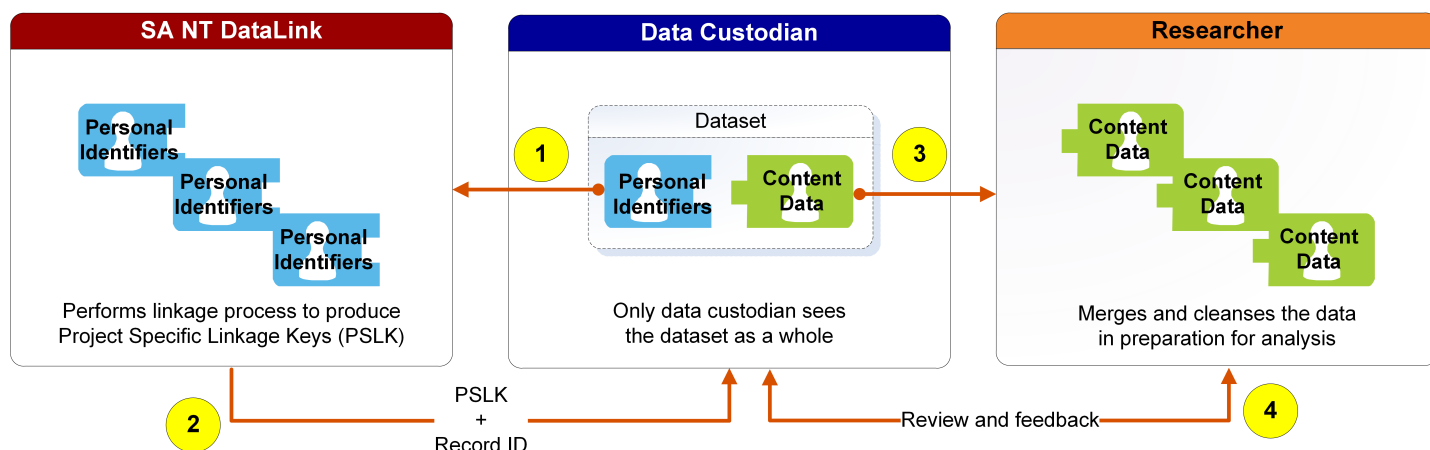 SA NT DataLink
Personal
Identifiers
Personal
Identifiers
Personal
Identifiers
Performs linkage process to produce
Project Specific Linkage Keys (PSLK)
1
Data Custodian
Dataset
Personal
Identifiers
Content
Data
Only data custodian sees
the dataset as a whole
3
Researcher
Content
Data
Content
Data
Content
Data
Merges and cleanses the data
in preparation for analysis
2
PSLK
+
Record ID
Review and feedback
4